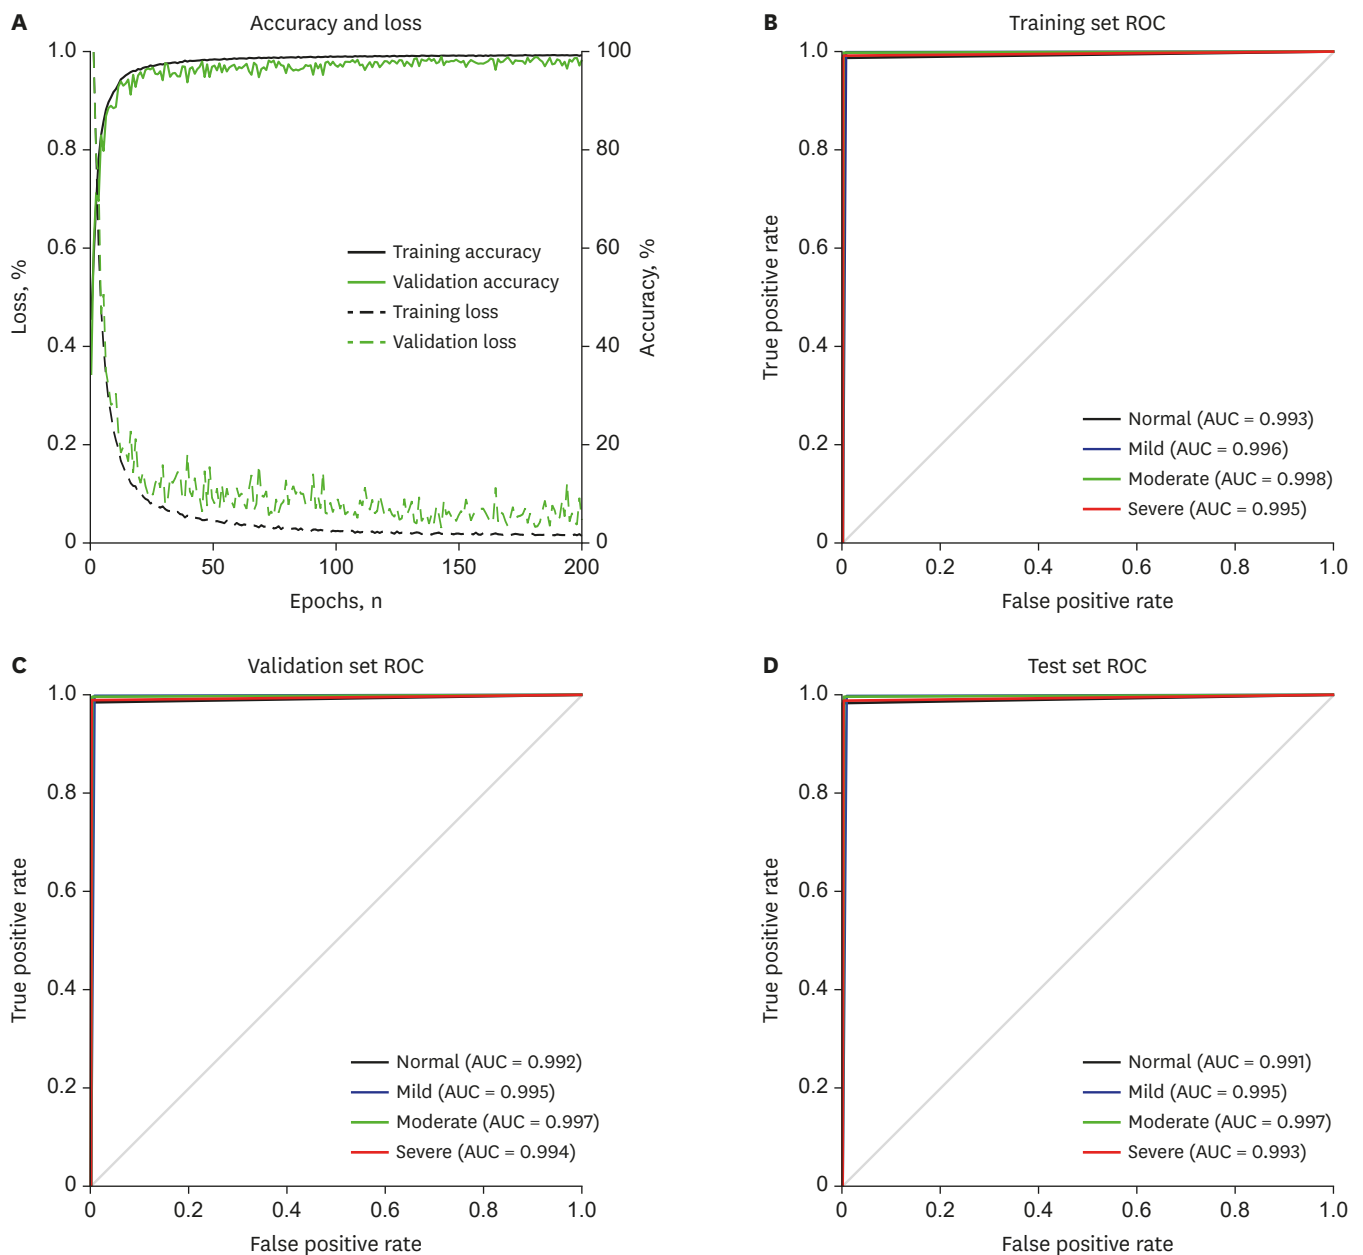 A
Accuracy and loss
1.0
0.8
0.6
0.4
0.2
0
Loss, %
100
80
60
40
20
0
Accuracy, %
Training accuracy
Validation accuracy
Training loss
Validation loss
0 50 100 150 200
Epochs, n
B
Training set ROC
1.0
0.8
0.6
0.4
0.2
0
True positive rate
Normal (AUC = 0.993)
Mild (AUC = 0.996)
Moderate (AUC = 0.998)
Severe (AUC = 0.995)
0 0.2 0.4 0.6 0.8 1.0
False positive rate
C
Validation set ROC
1.0
0.8
0.6
0.4
0.2
0
True positive rate
Normal (AUC = 0.992)
Mild (AUC = 0.995)
Moderate (AUC = 0.997)
Severe (AUC = 0.994)
0 0.2 0.4 0.6 0.8 1.0
False positive rate
D
Test set ROC
1.0
0.8
0.6
0.4
0.2
0
True positive rate
Normal (AUC = 0.991)
Mild (AUC = 0.995)
Moderate (AUC = 0.997)
Severe (AUC = 0.993)
0 0.2 0.4 0.6 0.8 1.0
False positive rate